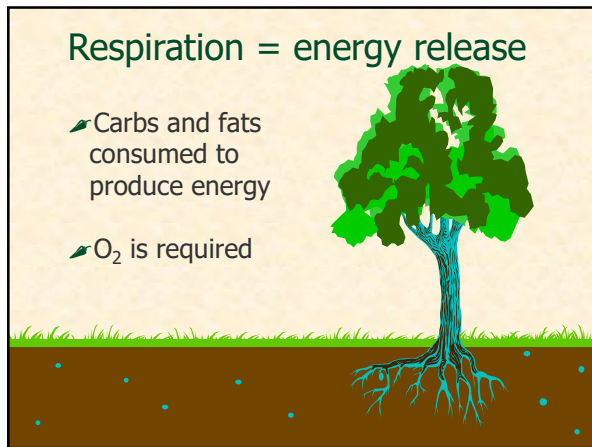 Respiration = energy release
Carbs and fats
consumed to
produce energy
O₂ is required